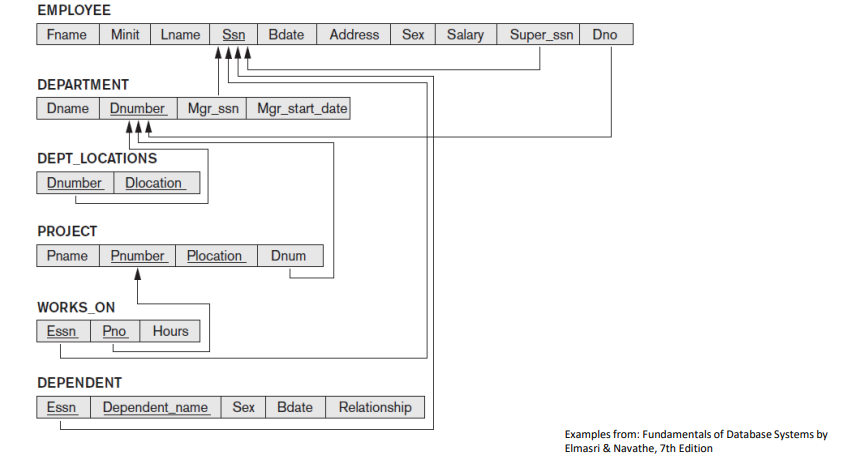 EMPLOYEE
Fname Minit Lname Ssn Bdate Address Sex Salary Super_ssn Dno
DEPARTMENT
Dname Dnumber Mgr_ssn Mgr_start_date
DEPT_LOCATIONS
Dnumber Dlocation
PROJECT
Pname Pnumber Plocation Dnum
WORKS_ON
Essn Pno Hours
DEPENDENT
Essn Dependent_name Sex Bdate Relationship
Examples from: Fundamentals of Database Systems by
Elmasri & Navathe, 7th Edition